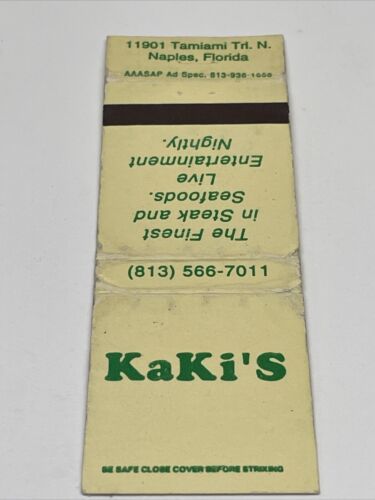 11901 Tamiami Trl. N.
Naples, Florida
AAASAP Ad Spec. 813-936-1666
The Finest
in Steak and
Seafoods.
Live
Entertainment
Nightly.
(813) 566-7011
KaKi'S
BE SAFE CLOSE COVER BEFORE STRIKING